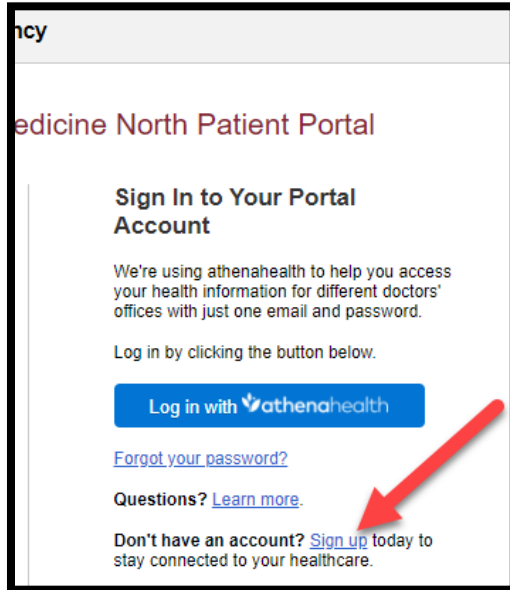 ncy
edicine North Patient Portal
Sign In to Your Portal
Account
We're using athenahealth to help you access
your health information for different doctors'
offices with just one email and password.
Log in by clicking the button below.
Log in with athenahealth
Forgot your password?
Questions? Learn more.
Don't have an account? Sign up today to
stay connected to your healthcare.